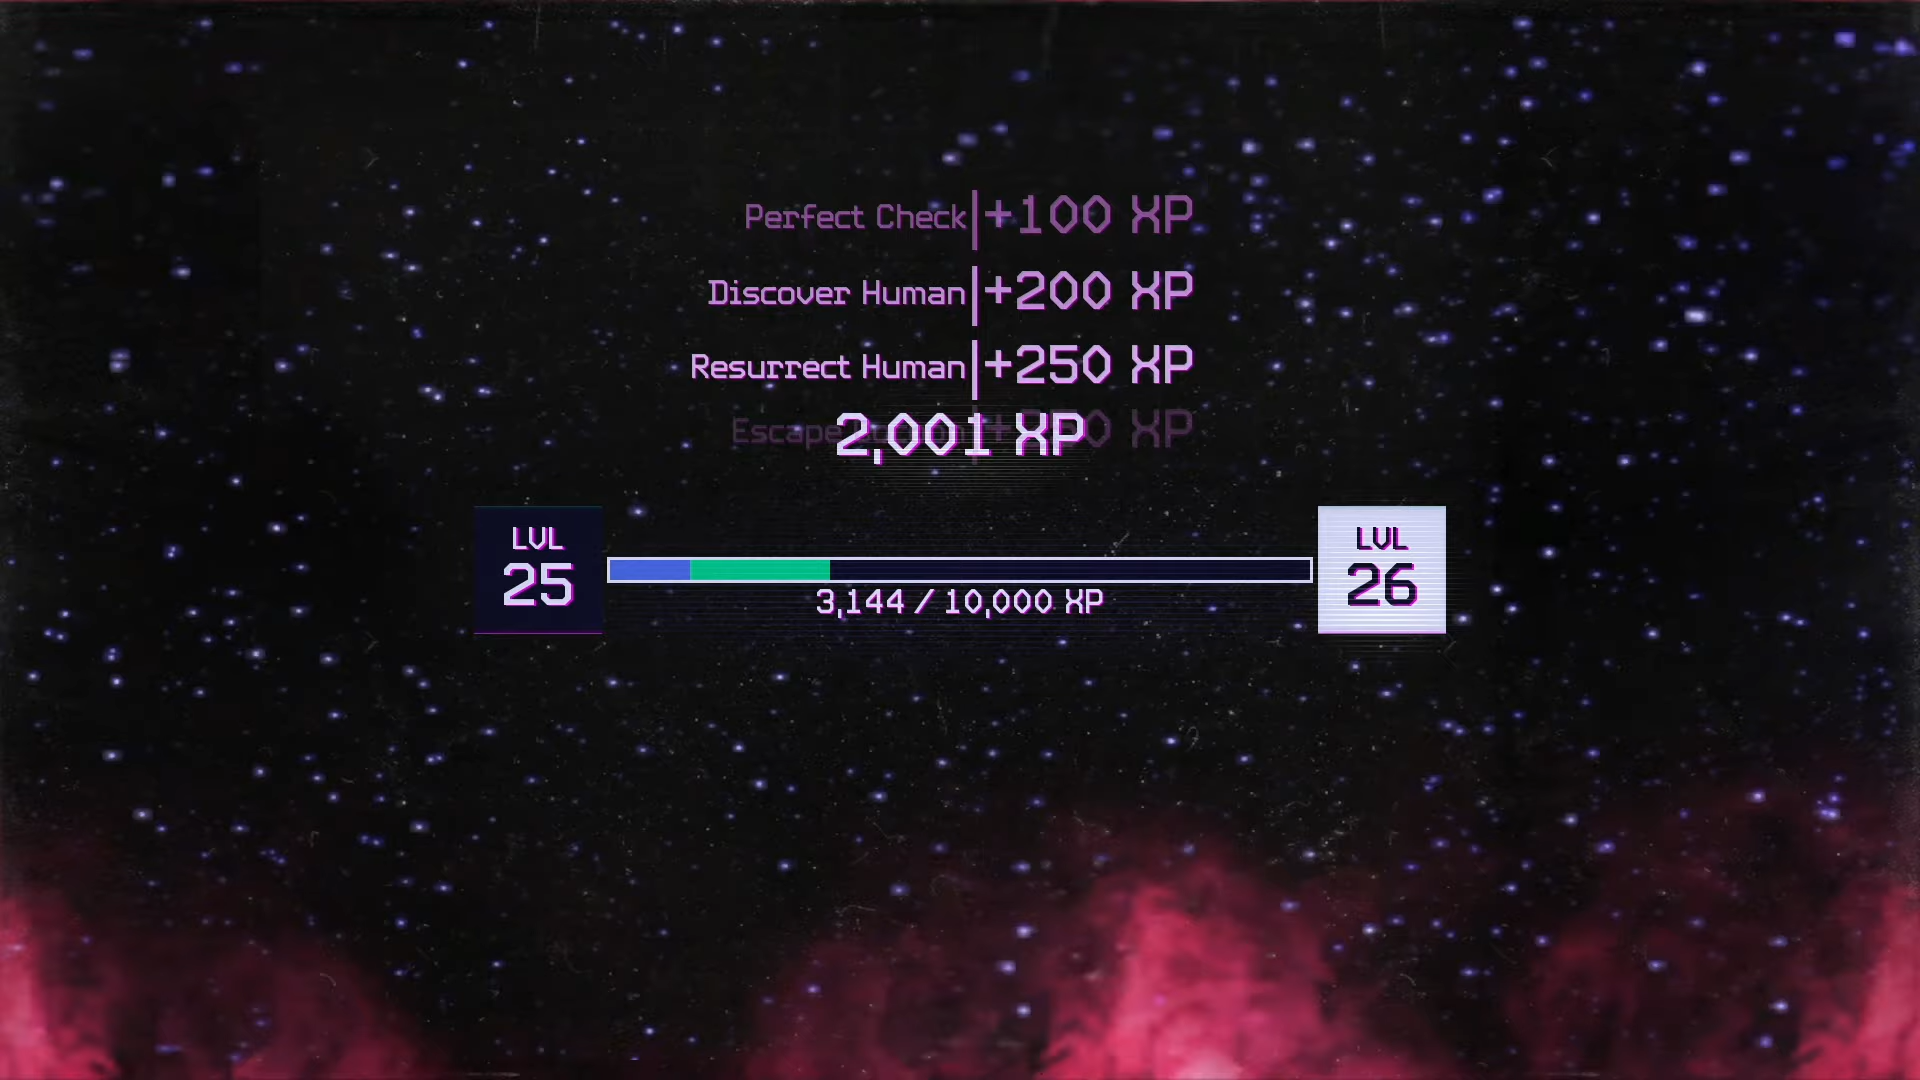 Perfect Check +100 XP
Discover Human +200 XP
Resurrect Human +250 XP
Escape
2,001 XP
LVL
25
3,144 / 10,000 XP
LVL
26